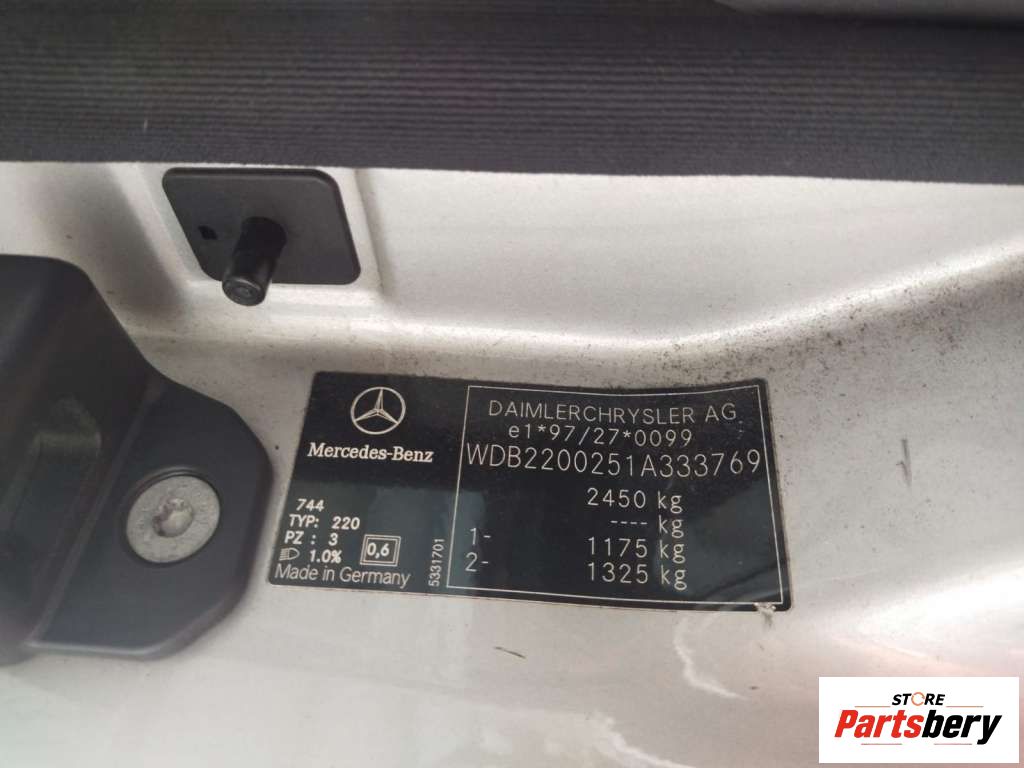 Mercedes-Benz
744
TYP: 220
PZ : 3
1.0%
0,6
Made in Germany
5331701
DAIMLERCHRYSLER AG
e1*97/27*0099
WDB2200251A333769
2450 kg
---- kg
1- 1175 kg
2- 1325 kg
STORE
Partsbery